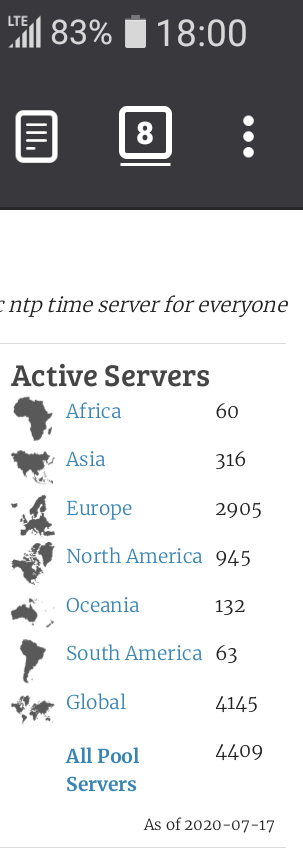 LTE 83% 18:00
8
ntp time server for everyone
Active Servers
Africa 60
Asia 316
Europe 2905
North America 945
Oceania 132
South America 63
Global 4145
All Pool 4409
Servers
As of 2020-07-17